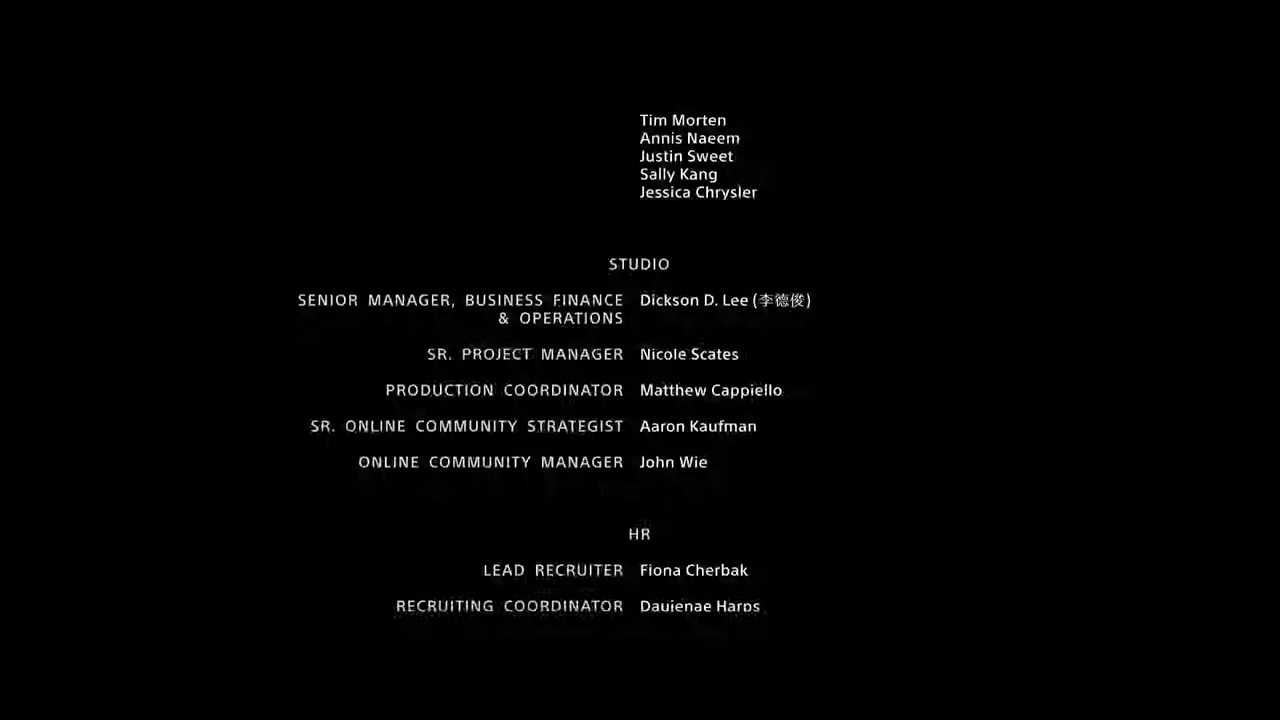 Tim Morten
Annis Naeem
Justin Sweet
Sally Kang
Jessica Chrysler
STUDIO
SENIOR MANAGER, BUSINESS FINANCE Dickson D. Lee (李德俊)
& OPERATIONS
SR. PROJECT MANAGER Nicole Scates
PRODUCTION COORDINATOR Matthew Cappiello
SR. ONLINE COMMUNITY STRATEGIST Aaron Kaufman
ONLINE COMMUNITY MANAGER John Wie
HR
LEAD RECRUITER Fiona Cherbak
RECRUITING COORDINATOR Harps